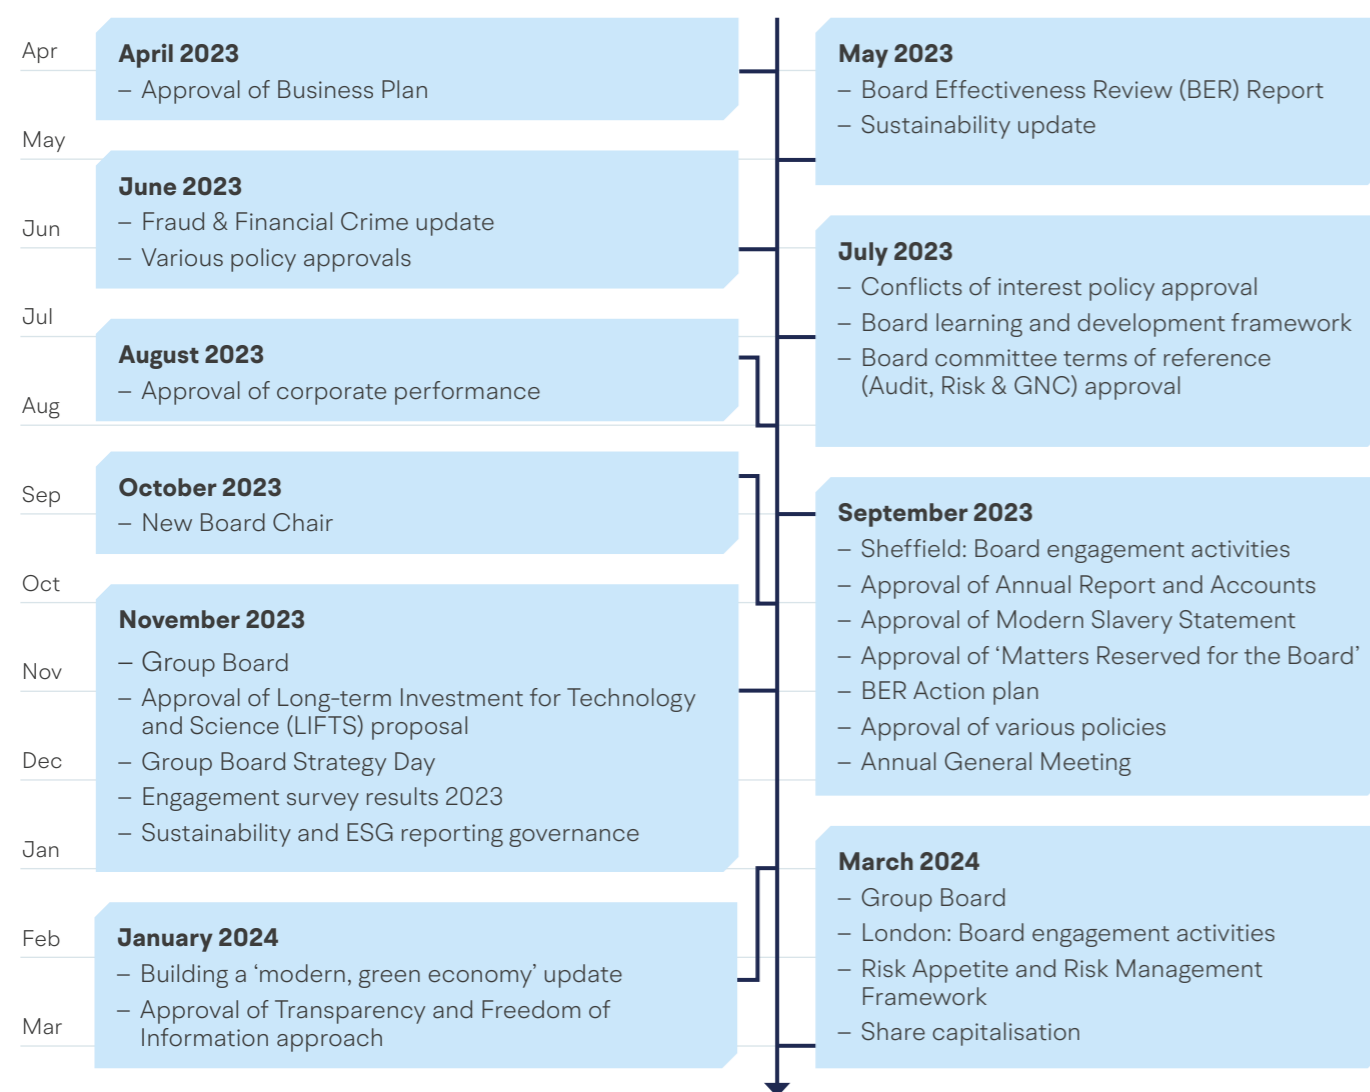 Apr
May
Jun
Jul
Aug
Sep
Oct
Nov
Dec
Jan
Feb
Mar
April 2023
– Approval of Business Plan
May 2023
– Board Effectiveness Review (BER) Report
– Sustainability update
June 2023
– Fraud & Financial Crime update
– Various policy approvals
July 2023
– Conflicts of interest policy approval
– Board learning and development framework
– Board committee terms of reference
(Audit, Risk & GNC) approval
August 2023
– Approval of corporate performance
September 2023
– Sheffield: Board engagement activities
– Approval of Annual Report and Accounts
– Approval of Modern Slavery Statement
– Approval of ‘Matters Reserved for the Board’
– BER Action plan
– Approval of various policies
– Annual General Meeting
October 2023
– New Board Chair
November 2023
– Group Board
– Approval of Long-term Investment for Technology
and Science (LIFTS) proposal
– Group Board Strategy Day
– Engagement survey results 2023
– Sustainability and ESG reporting governance
January 2024
– Building a ‘modern, green economy’ update
– Approval of Transparency and Freedom of
Information approach
March 2024
– Group Board
– London: Board engagement activities
– Risk Appetite and Risk Management
Framework
– Share capitalisation